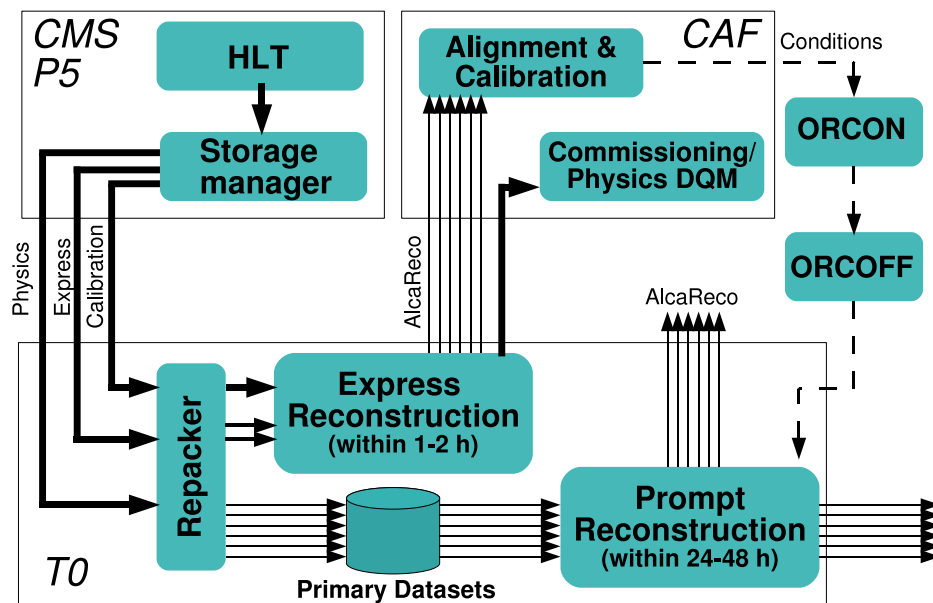 CMS
P5
HLT
Storage
manager
CAF
Alignment &
Calibration
Commissioning/
Physics DQM
Conditions
ORCON
ORCOFF
Physics
Express
Calibration
AlcaReco
AlcaReco
Repacker
Express
Reconstruction
(within 1-2 h)
Primary Datasets
Prompt
Reconstruction
(within 24-48 h)
T0